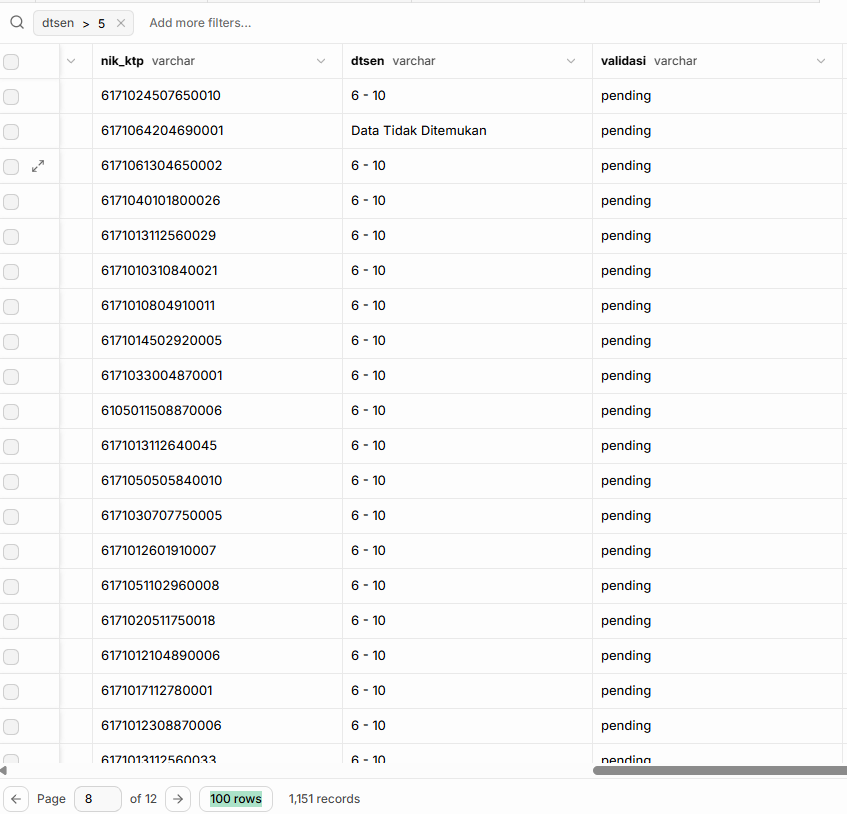 dtsen > 5 Add more filters...
nik_ktp varchar dtsen varchar validasi varchar
6171024507650010 6 - 10 pending
6171064204690001 Data Tidak Ditemukan pending
6171061304650002 6 - 10 pending
6171040101800026 6 - 10 pending
6171013112560029 6 - 10 pending
6171010310840021 6 - 10 pending
6171010804910011 6 - 10 pending
6171014502920005 6 - 10 pending
6171033004870001 6 - 10 pending
6105011508870006 6 - 10 pending
6171013112640045 6 - 10 pending
6171050505840010 6 - 10 pending
6171030707750005 6 - 10 pending
6171012601910007 6 - 10 pending
6171051102960008 6 - 10 pending
6171020511750018 6 - 10 pending
6171012104890006 6 - 10 pending
6171017112780001 6 - 10 pending
6171012308870006 6 - 10 pending
6171013112560033 6 - 10 pending
Page 8 of 12 100 rows 1,151 records